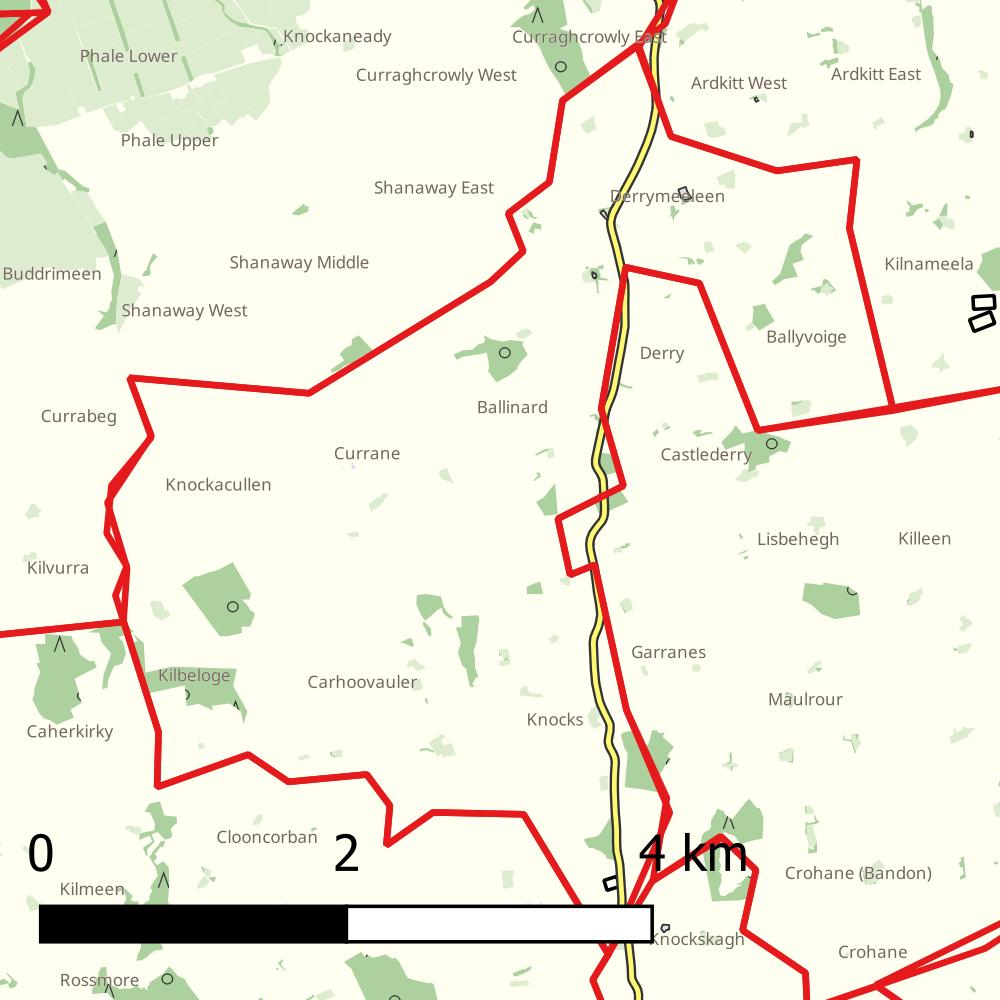 Knockaneady
Curraghcrowly East
Phale Lower
Curraghcrowly West
Ardkitt East
Ardkitt West
Phale Upper
Shanaway East
Derrymeeleen
Shanaway Middle
Kilnameela
Buddrimeen
Shanaway West
Ballyvoige
Derry
Ballinard
Currabeg
Currane
Castlederry
Knockacullen
Lisbehegh
Killeen
Kilvurra
Garranes
Kilbeloge
Carhoovauler
Maulrour
Knocks
Caherkirky
Clooncorban
0 2 4 km
Crohane (Bandon)
Kilmeen
Knockskagh
Crohane
Rossmore